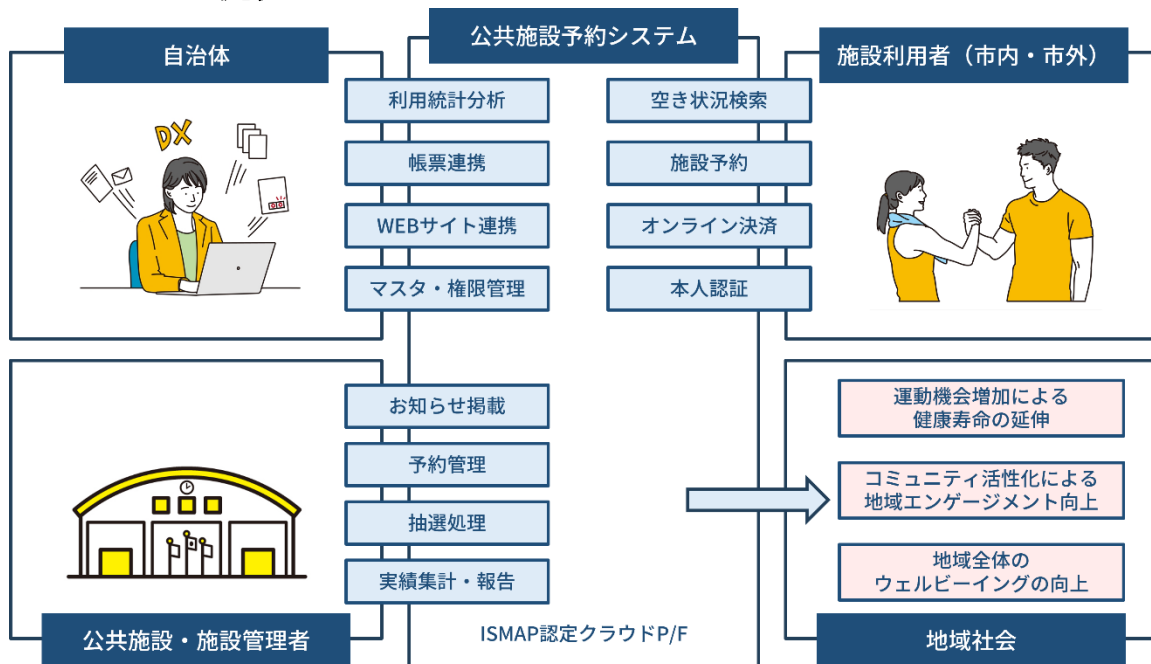 公共施設予約システム
自治体
DX
利用統計分析
帳票連携
WEBサイト連携
マスタ・権限管理
空き状況検索
施設予約
オンライン決済
本人認証
施設利用者（市内・市外）
お知らせ掲載
予約管理
抽選処理
実績集計・報告
公共施設・施設管理者
ISMAP認定クラウドP/F
運動機会増加による
健康寿命の延伸
コミュニティ活性化による
地域エンゲージメント向上
地域全体の
ウェルビーイングの向上
地域社会